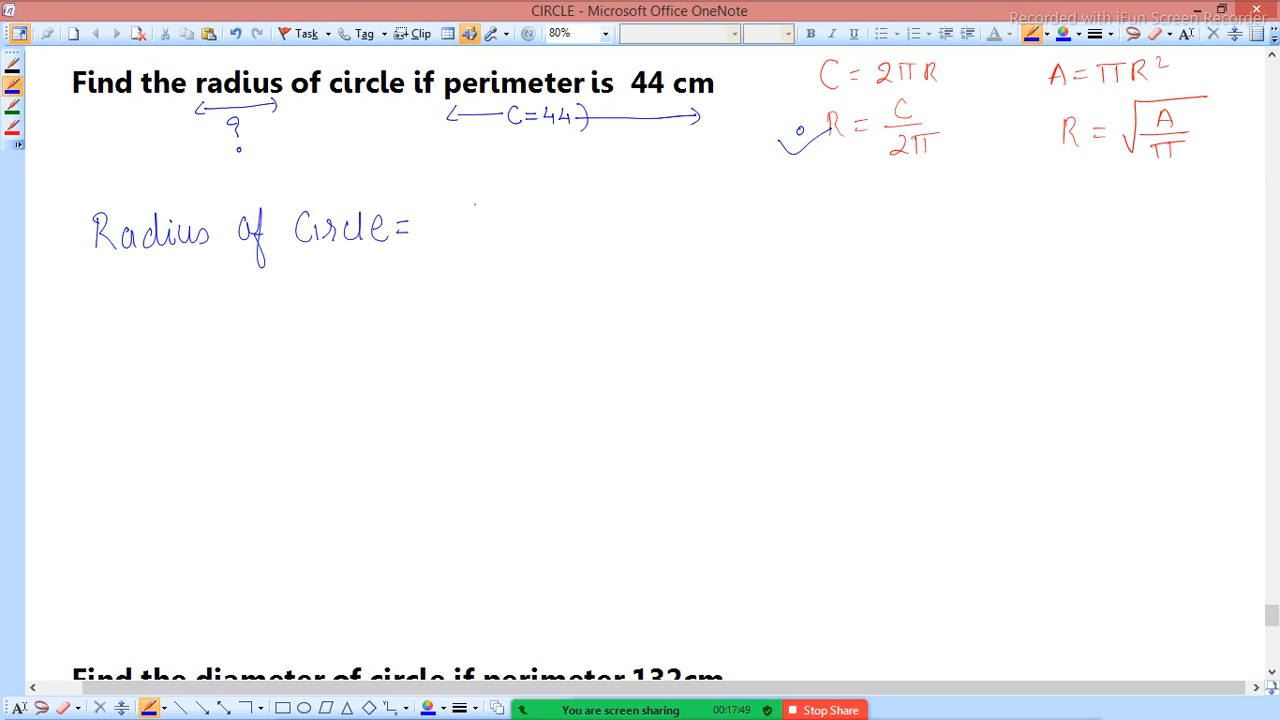 CIRCLE - Microsoft Office OneNote
Recorded with iFun Screen Recorder
Task Tag Clip 80% B I U A
Find the radius of circle if perimeter is 44 cm
? C=44
C = 2πR
R = C/2π
A = πR²
R = √A/π
Radius of Circle=
Find the diameter of circle if perimeter 132cm
You are screen sharing 00:17:49 Stop Share